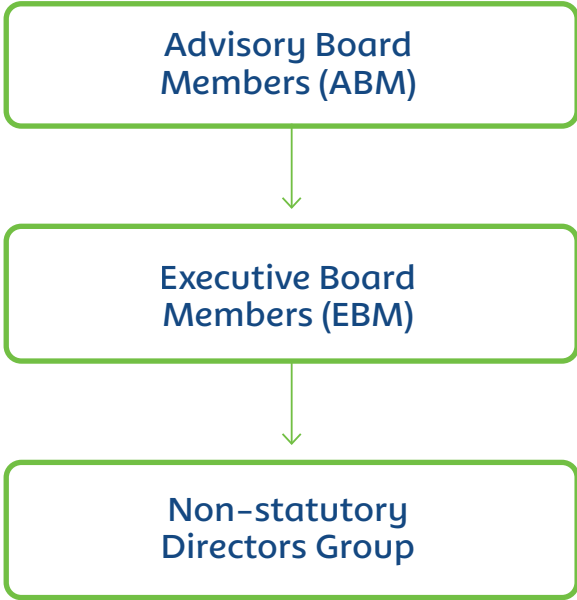 Advisory Board
Members (ABM)
Executive Board
Members (EBM)
Non-statutory
Directors Group